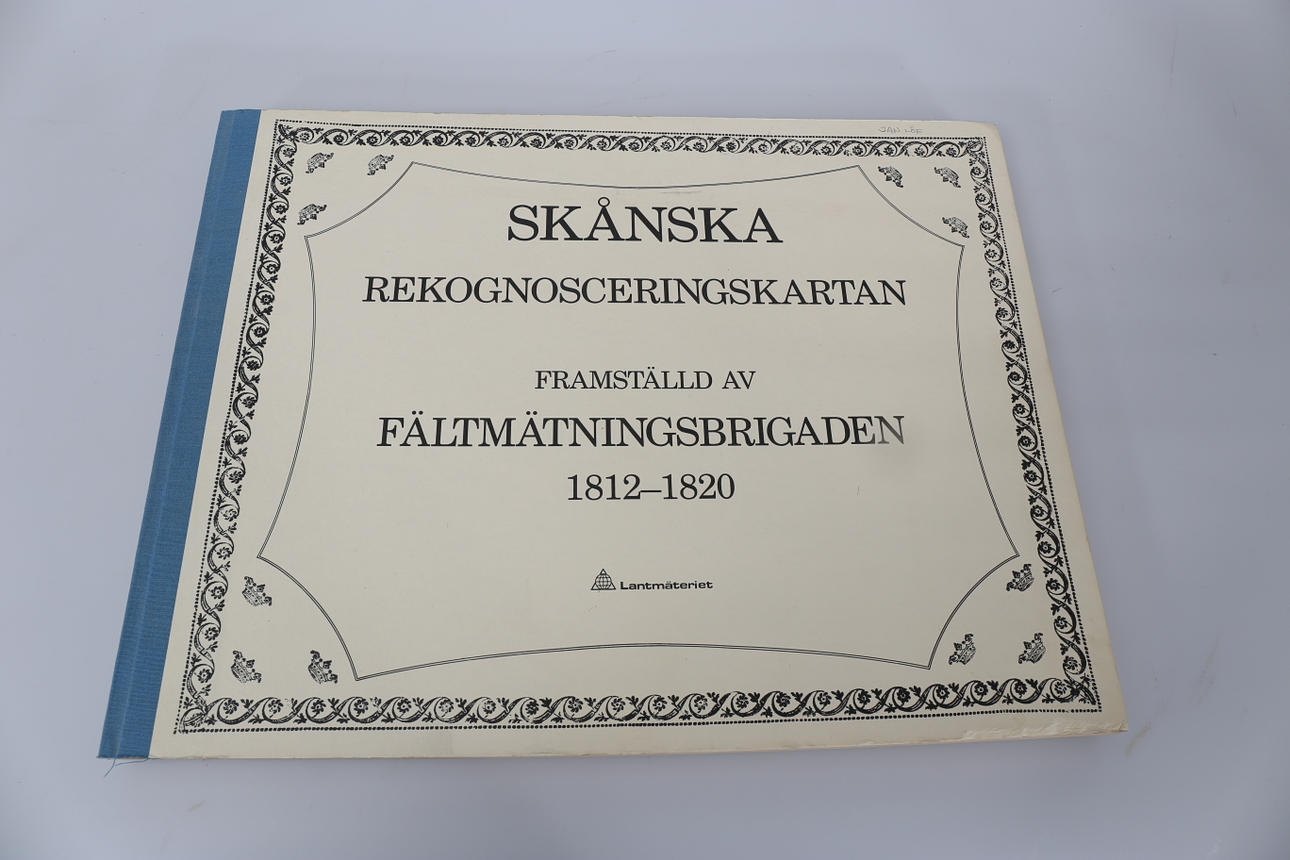 SKÅNSKA
REKOGNOSCERINGSKARTAN
FRAMSTÄLLD AV
FÄLTMÄTNINGSBRIGADEN
1812–1820
Lantmäteriet